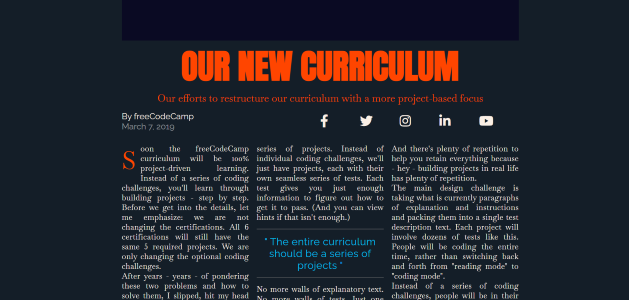 OUR NEW CURRICULUM
Our efforts to restructure our curriculum with a more project-based focus
By freeCodeCamp
March 7, 2019
Soon the freeCodeCamp
curriculum will be 100%
project-driven learning.
Instead of a series of coding
challenges, you'll learn through
building projects - step by step.
Before we get into the details, let
me emphasize: we are not
changing the certifications. All 6
certifications will still have the
same 5 required projects. We are
only changing the optional coding
challenges.
After years - years - of pondering
these two problems and how to
solve them, I slipped, hit my head
series of projects. Instead of
individual coding challenges, we'll
just have projects, each with their
own seamless series of tests. Each
test gives you just enough
information to figure out how to
get it to pass. (And you can view
hints if that isn't enough.)
" The entire curriculum
should be a series of
projects "
No more walls of explanatory text.
No more walls of tests. Just one
And there's plenty of repetition to
help you retain everything because
- hey - building projects in real life
has plenty of repetition.
The main design challenge is
taking what is currently paragraphs
of explanation and instructions
and packing them into a single test
description text. Each project will
involve dozens of tests like this.
People will be coding the entire
time, rather than switching back
and forth from "reading mode" to
"coding mode".
Instead of a series of coding
challenges, people will be in their